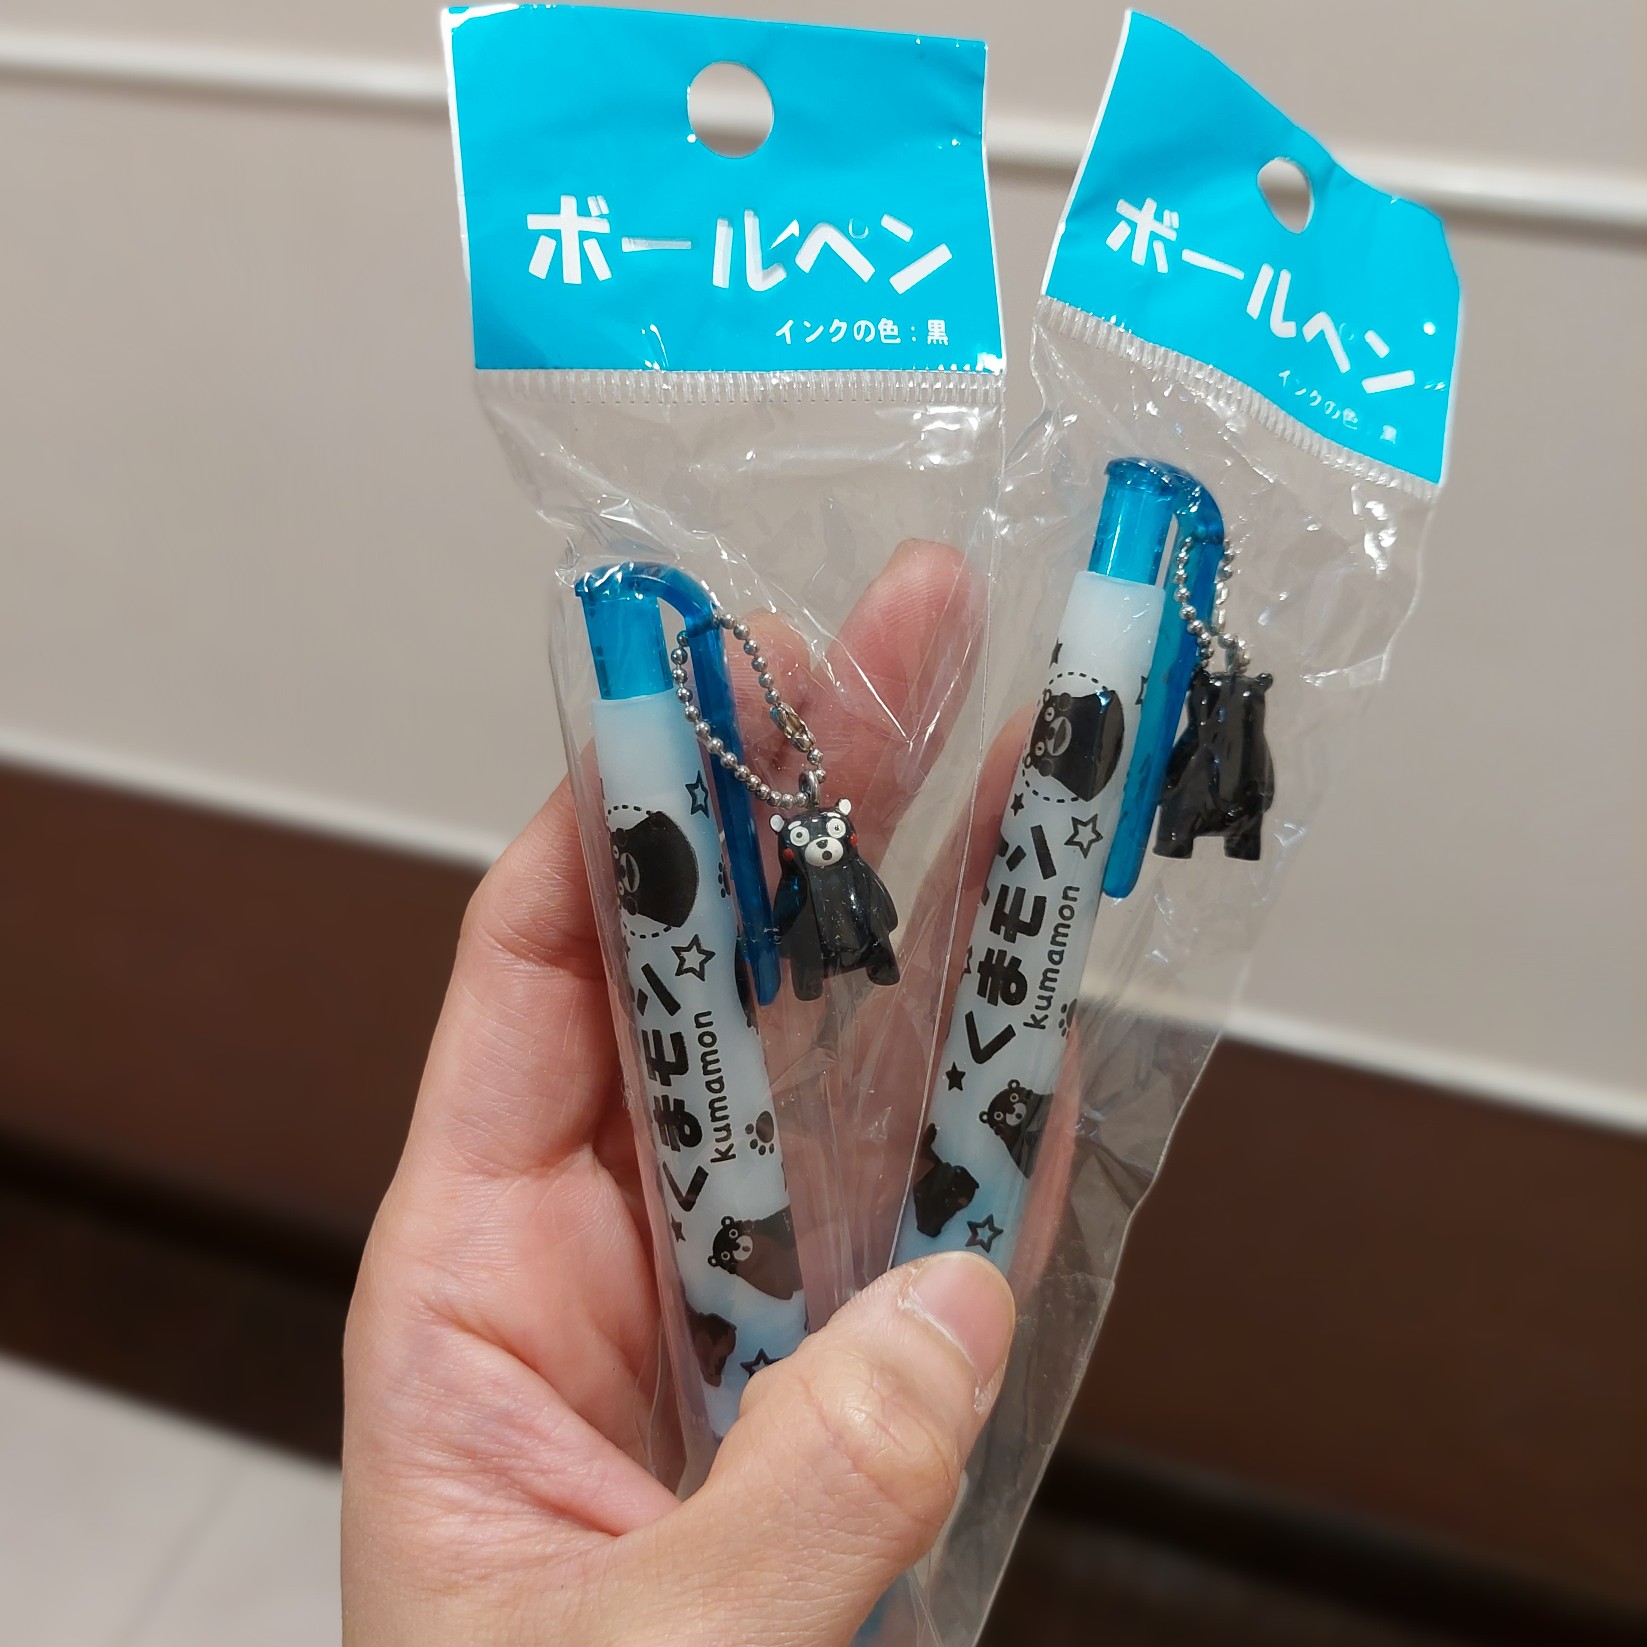 ボールペン
インクの色：黒
くまモン
kumamon
ボールペン
インクの色：黒
くまモン
kumamon